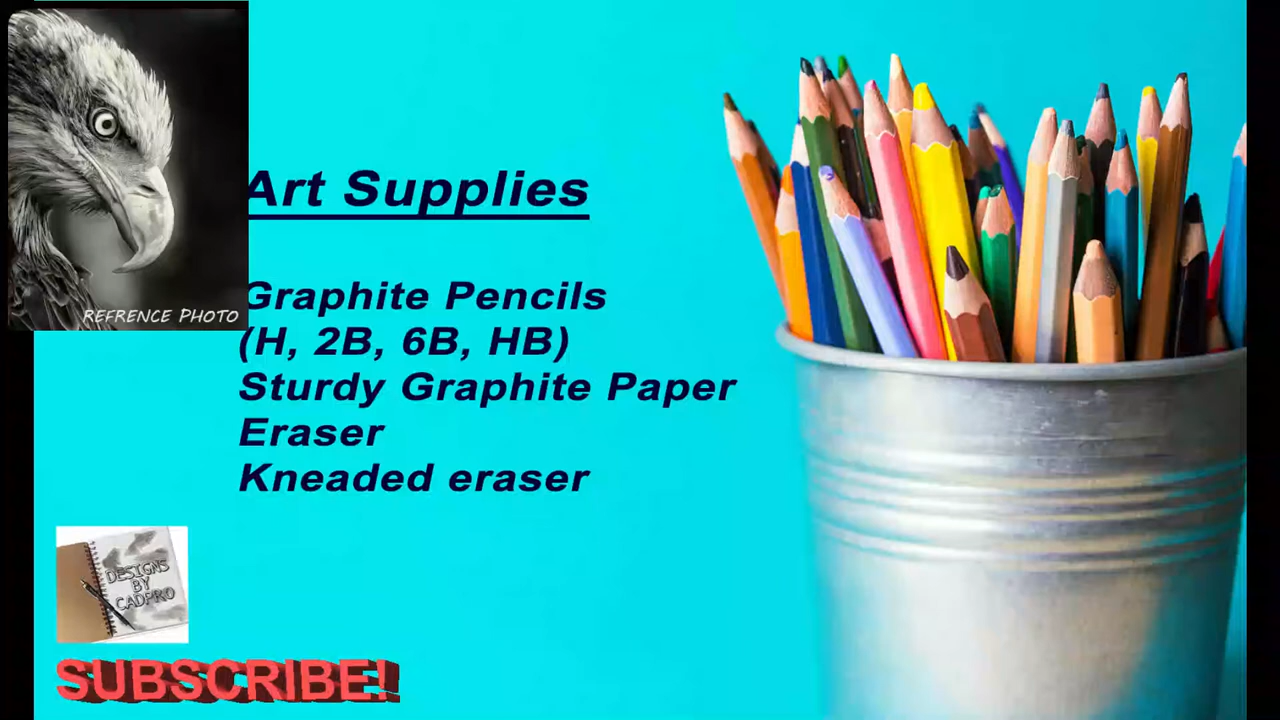 Art Supplies
REFRENCE PHOTO
Graphite Pencils
(H, 2B, 6B, HB)
Sturdy Graphite Paper
Eraser
Kneaded eraser
DESIGNS
BY
CADPRO
SUBSCRIBE!